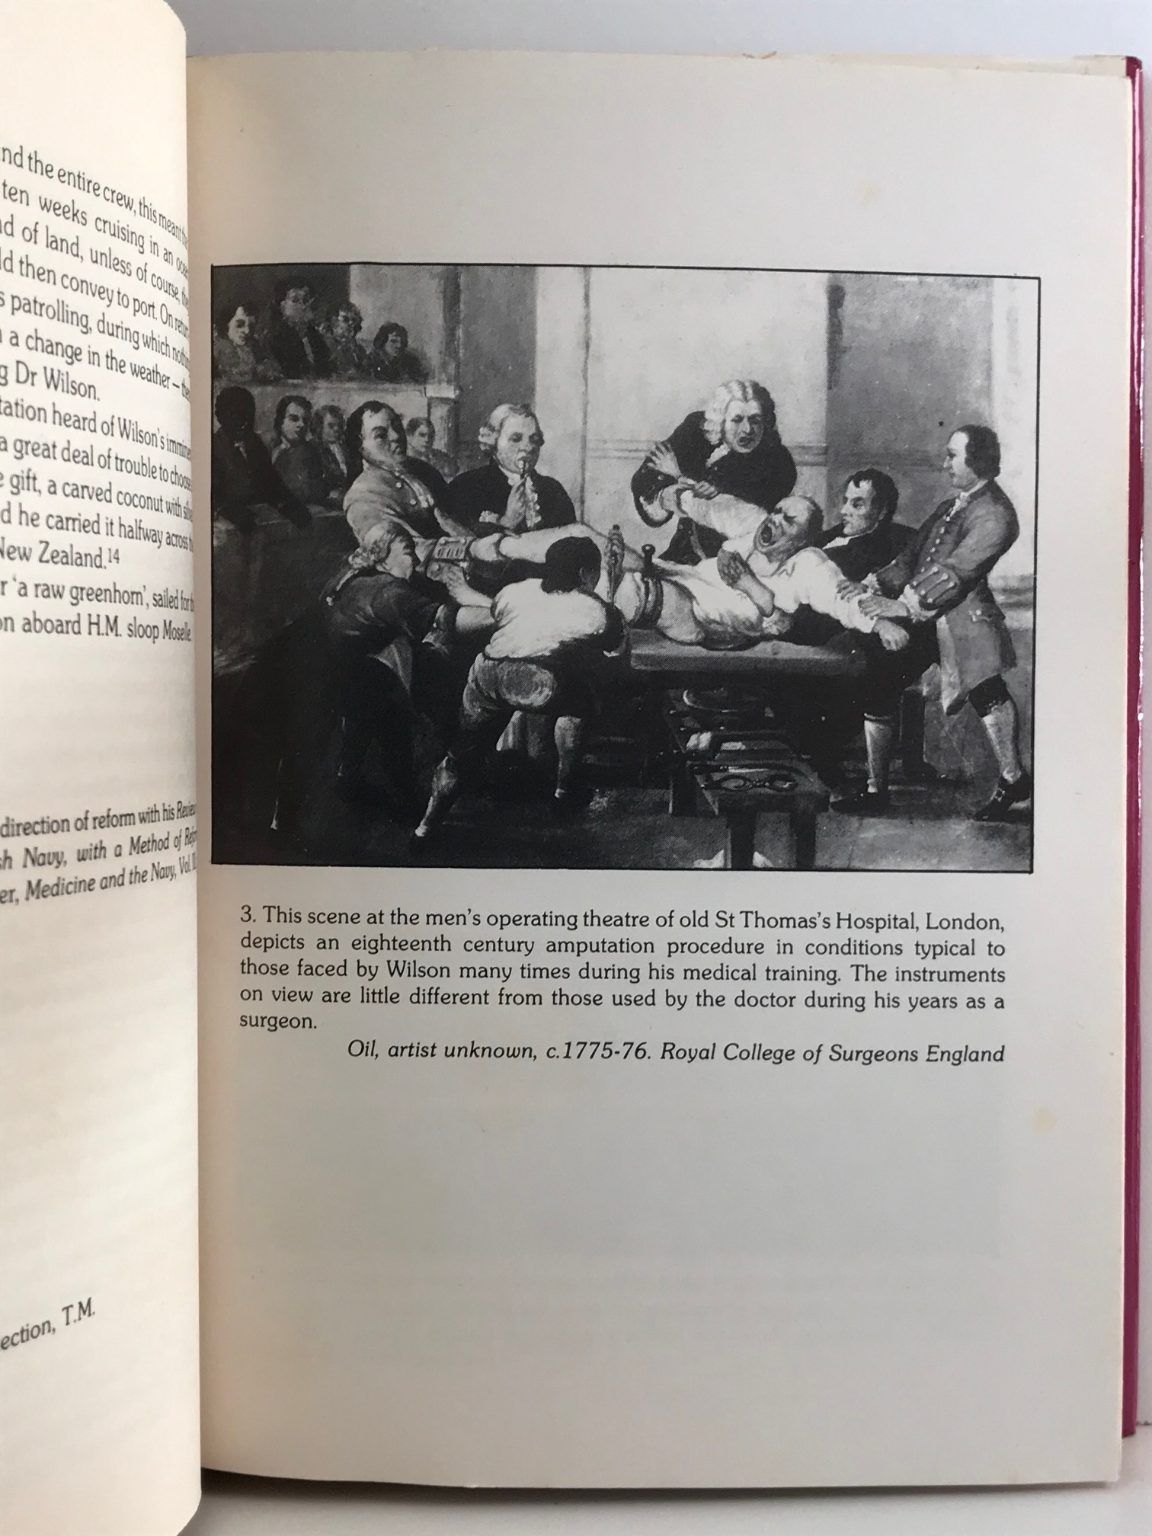 nd the entire crew, this meant
ten weeks cruising in an
d of land, unless of course,
ld then convey to port. On
s patrolling, during which
a change in the weather – the
g Dr Wilson.
tation heard of Wilson's
a great deal of trouble to choose
e gift, a carved coconut with
d he carried it halfway across
New Zealand.14
r 'a raw greenhorn', sailed for
on aboard H.M. sloop Moselle.
direction of reform with his Review
sh Navy, with a Method of
er, Medicine and the Navy, Vol.
ection, T.M.
3. This scene at the men's operating theatre of old St Thomas's Hospital, London,
depicts an eighteenth century amputation procedure in conditions typical to
those faced by Wilson many times during his medical training. The instruments
on view are little different from those used by the doctor during his years as a
surgeon.
Oil, artist unknown, c.1775-76. Royal College of Surgeons England